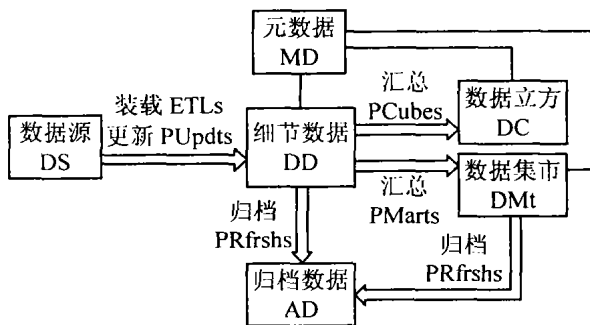 元数据
MD
装载 ETLs
更新 PUpdts
汇总
PCubes
数据立方
DC
数据源
DS
细节数据
DD
数据集市
DMt
汇总
PMarts
归档
PRfrshs
归档
PRfrshs
归档数据
AD